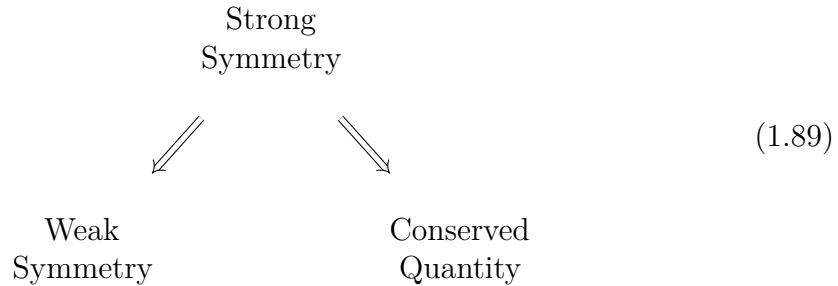 Strong
Symmetry
(1.89)
Weak
Symmetry
Conserved
Quantity